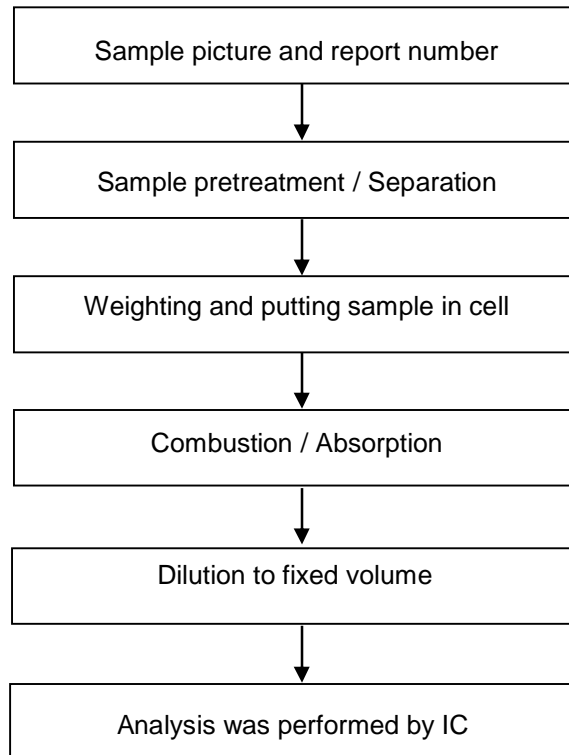 Sample picture and report number
Sample pretreatment / Separation
Weighting and putting sample in cell
Combustion / Absorption
Dilution to fixed volume
Analysis was performed by IC